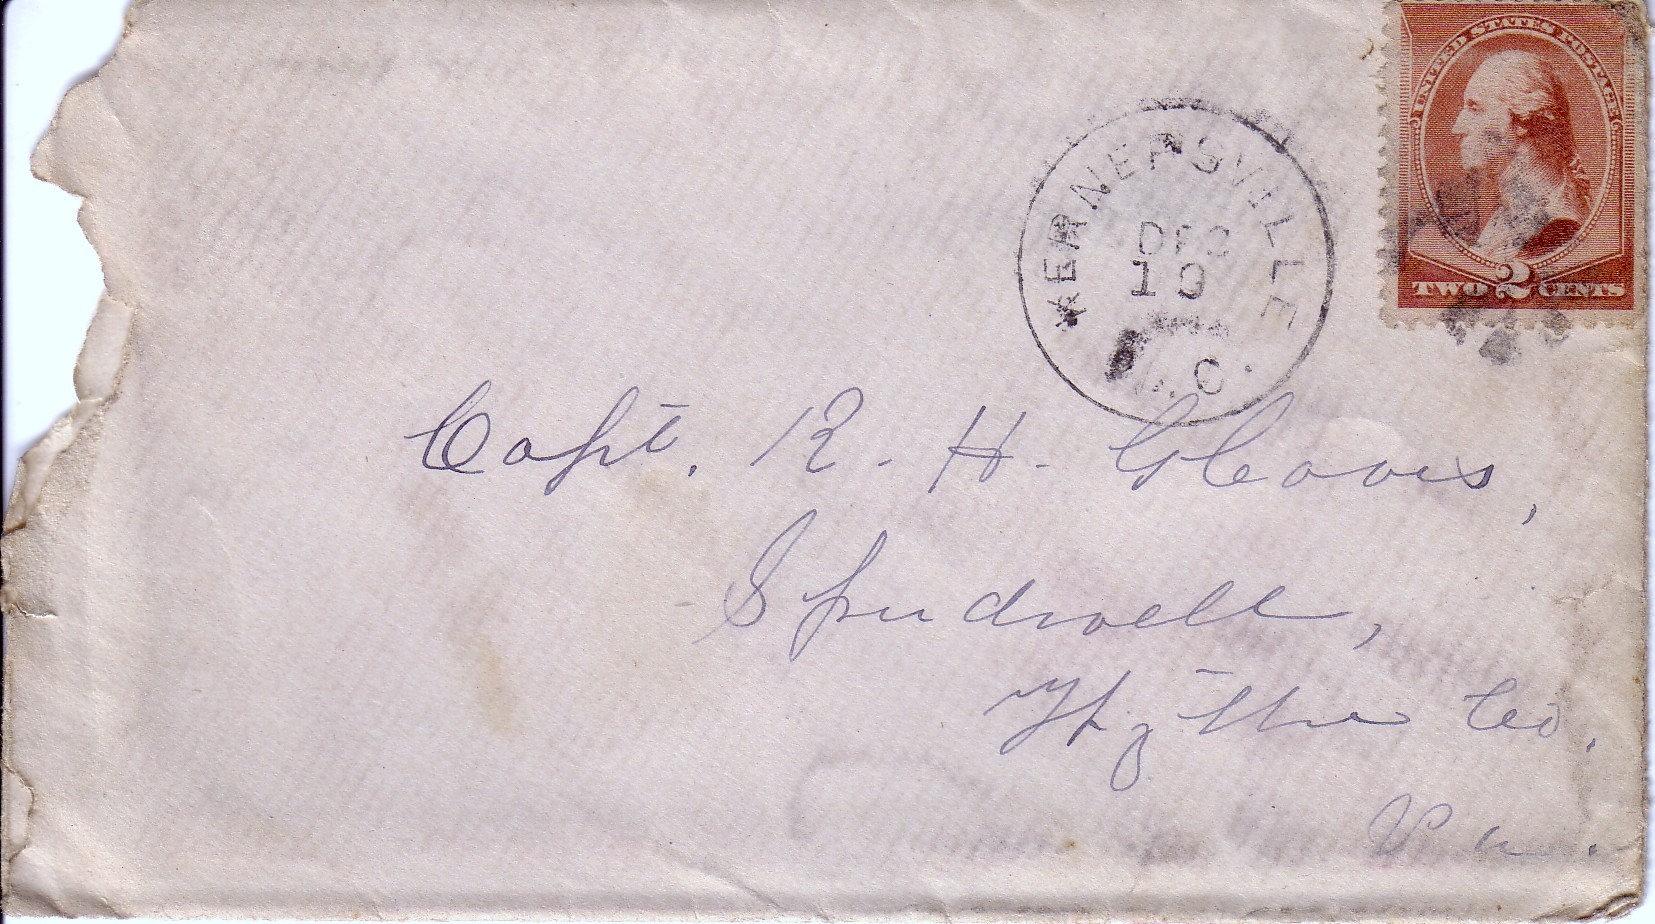 UNITED STATES POSTAGE
2
TWO CENTS
KERNERSVILLE
DEC
19
N.C.
Capt. R. H. Gleaves,
Speedwell,
Wythe Co.
Va.